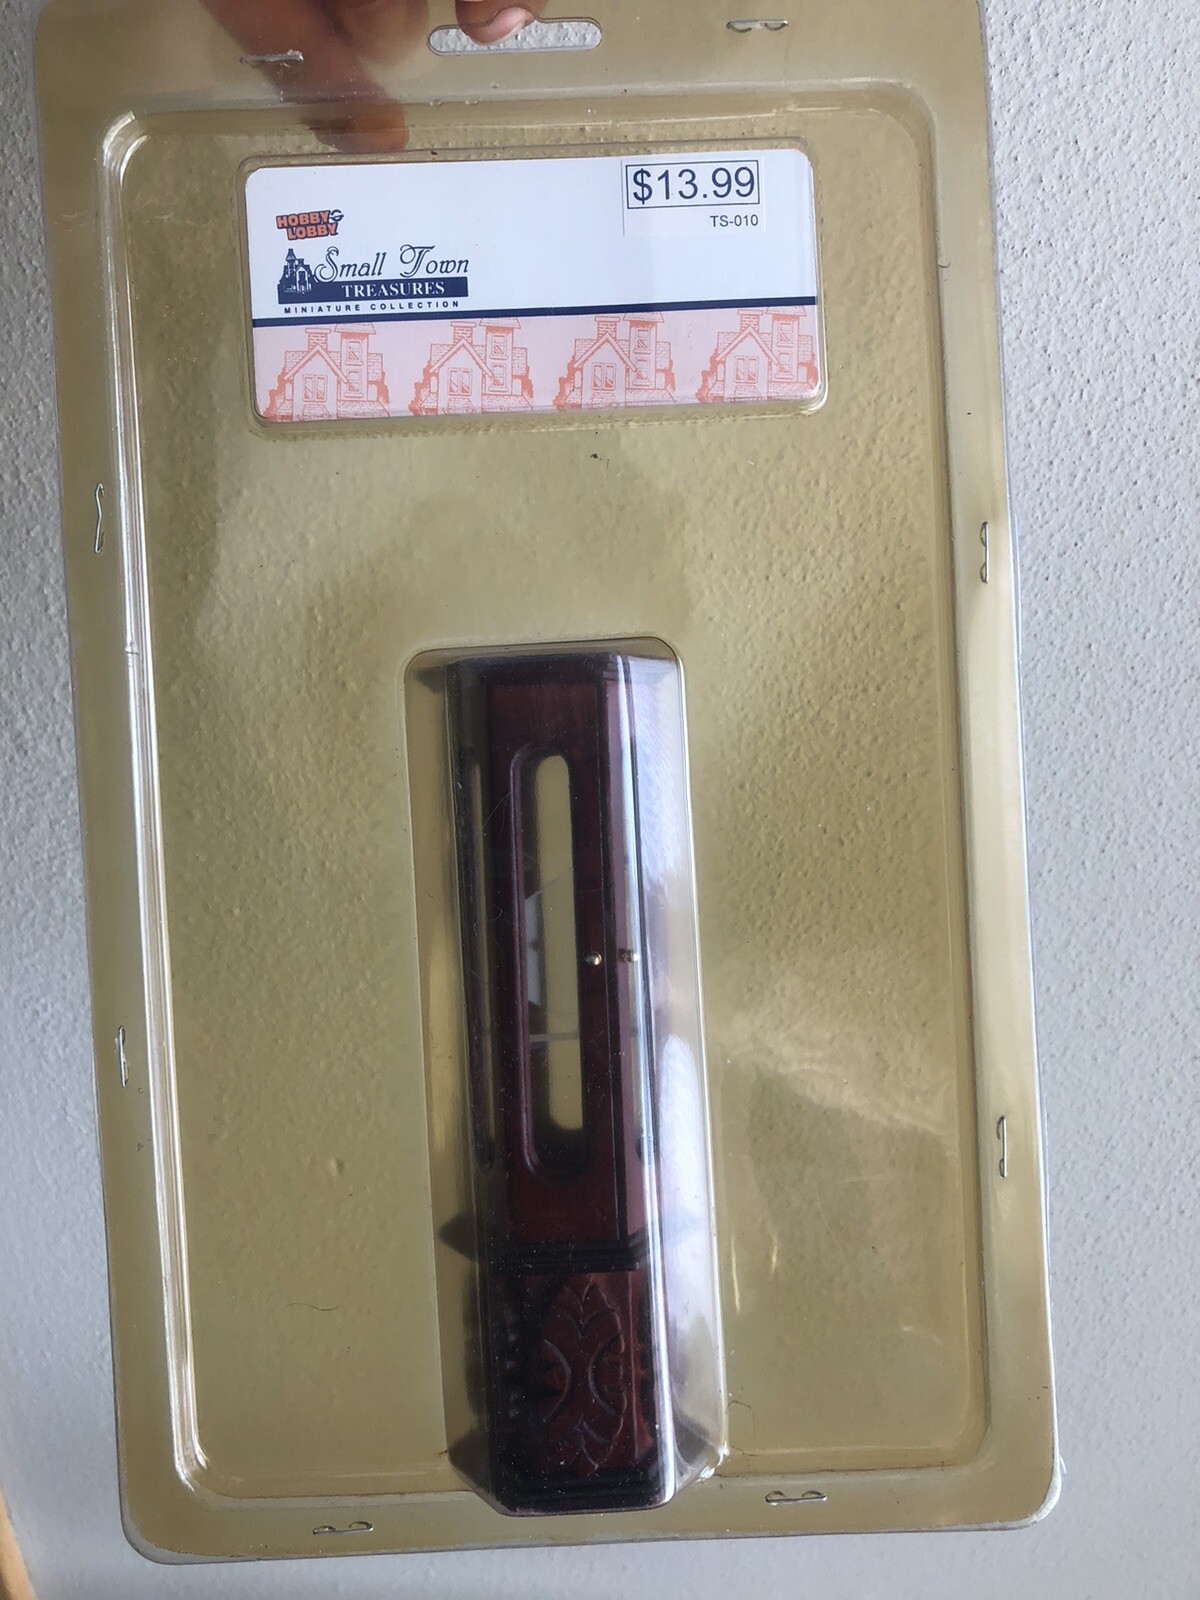 $13.99
TS-010
HOBBY
LOBBY
Small Town
TREASURES
MINIATURE COLLECTION